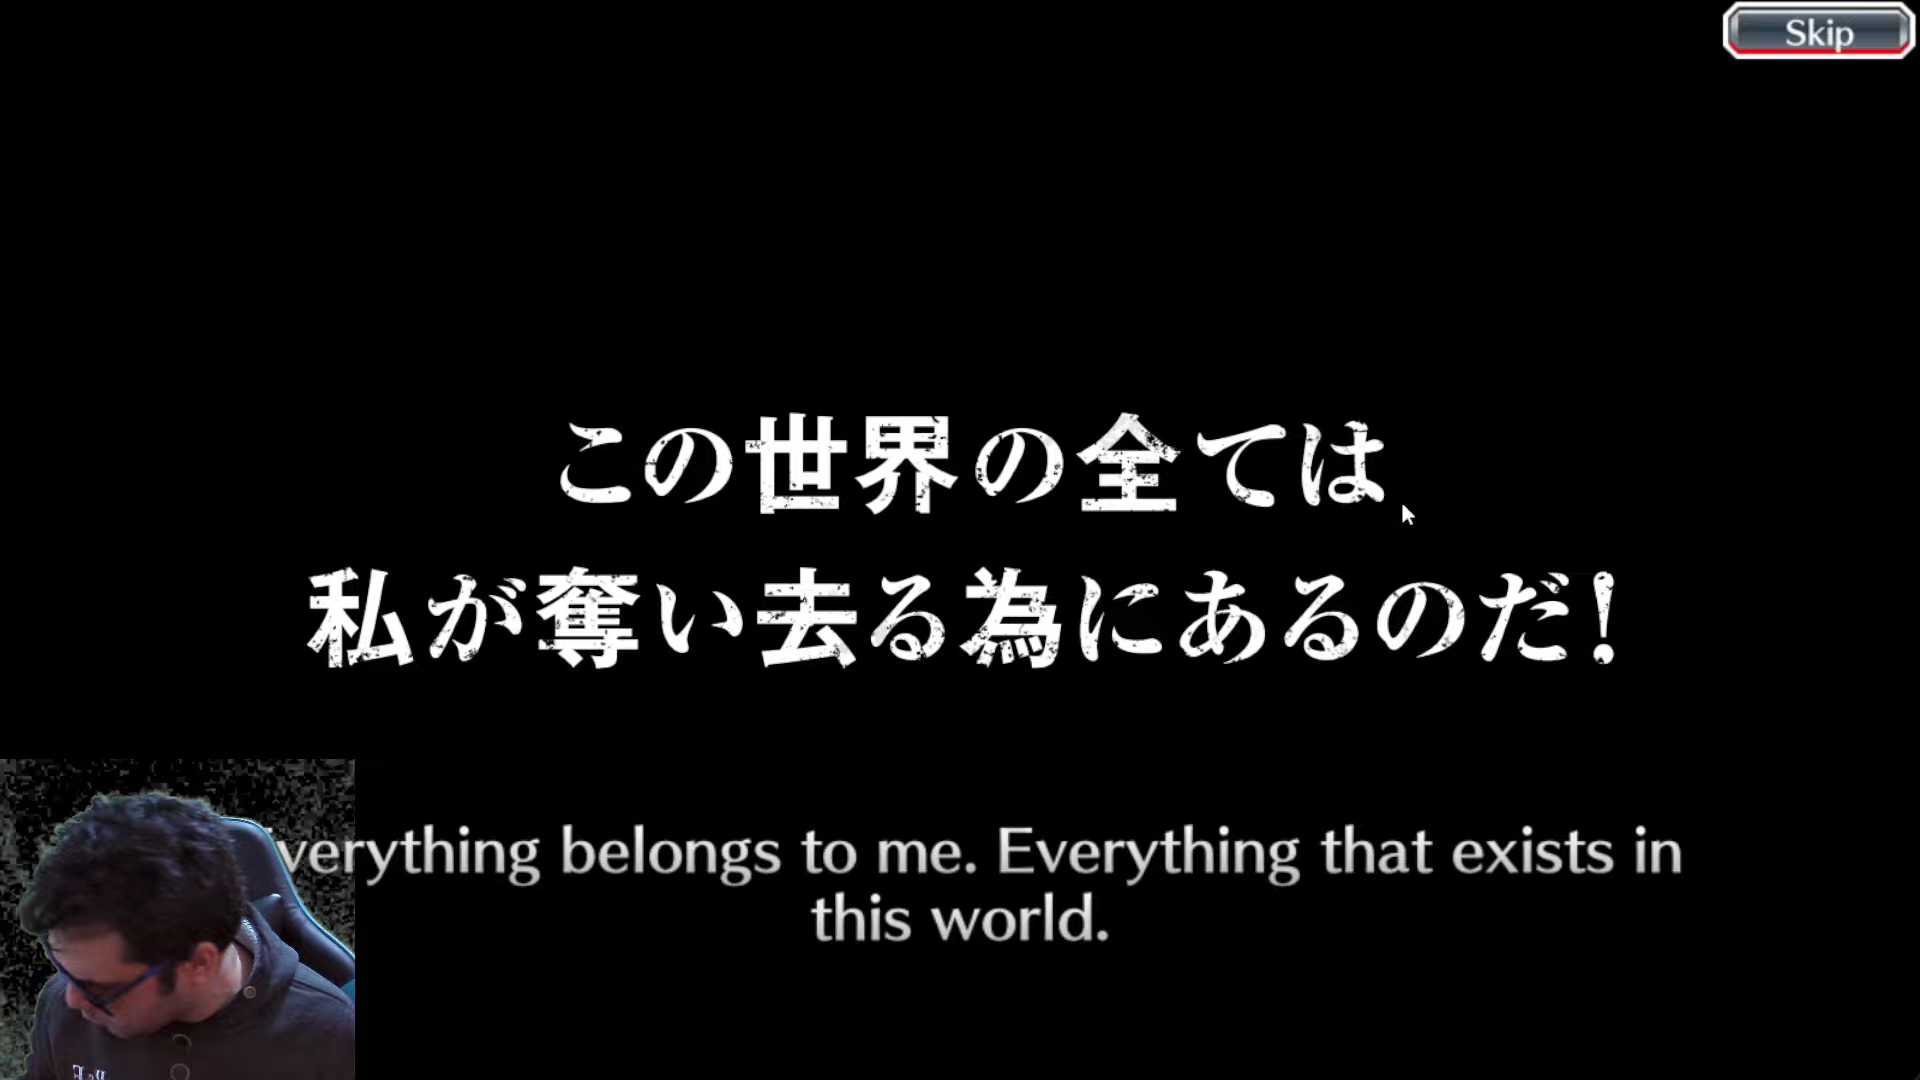 Skip
この世界の全ては
私が奪い去る為にあるのだ！
verything belongs to me. Everything that exists in
this world.